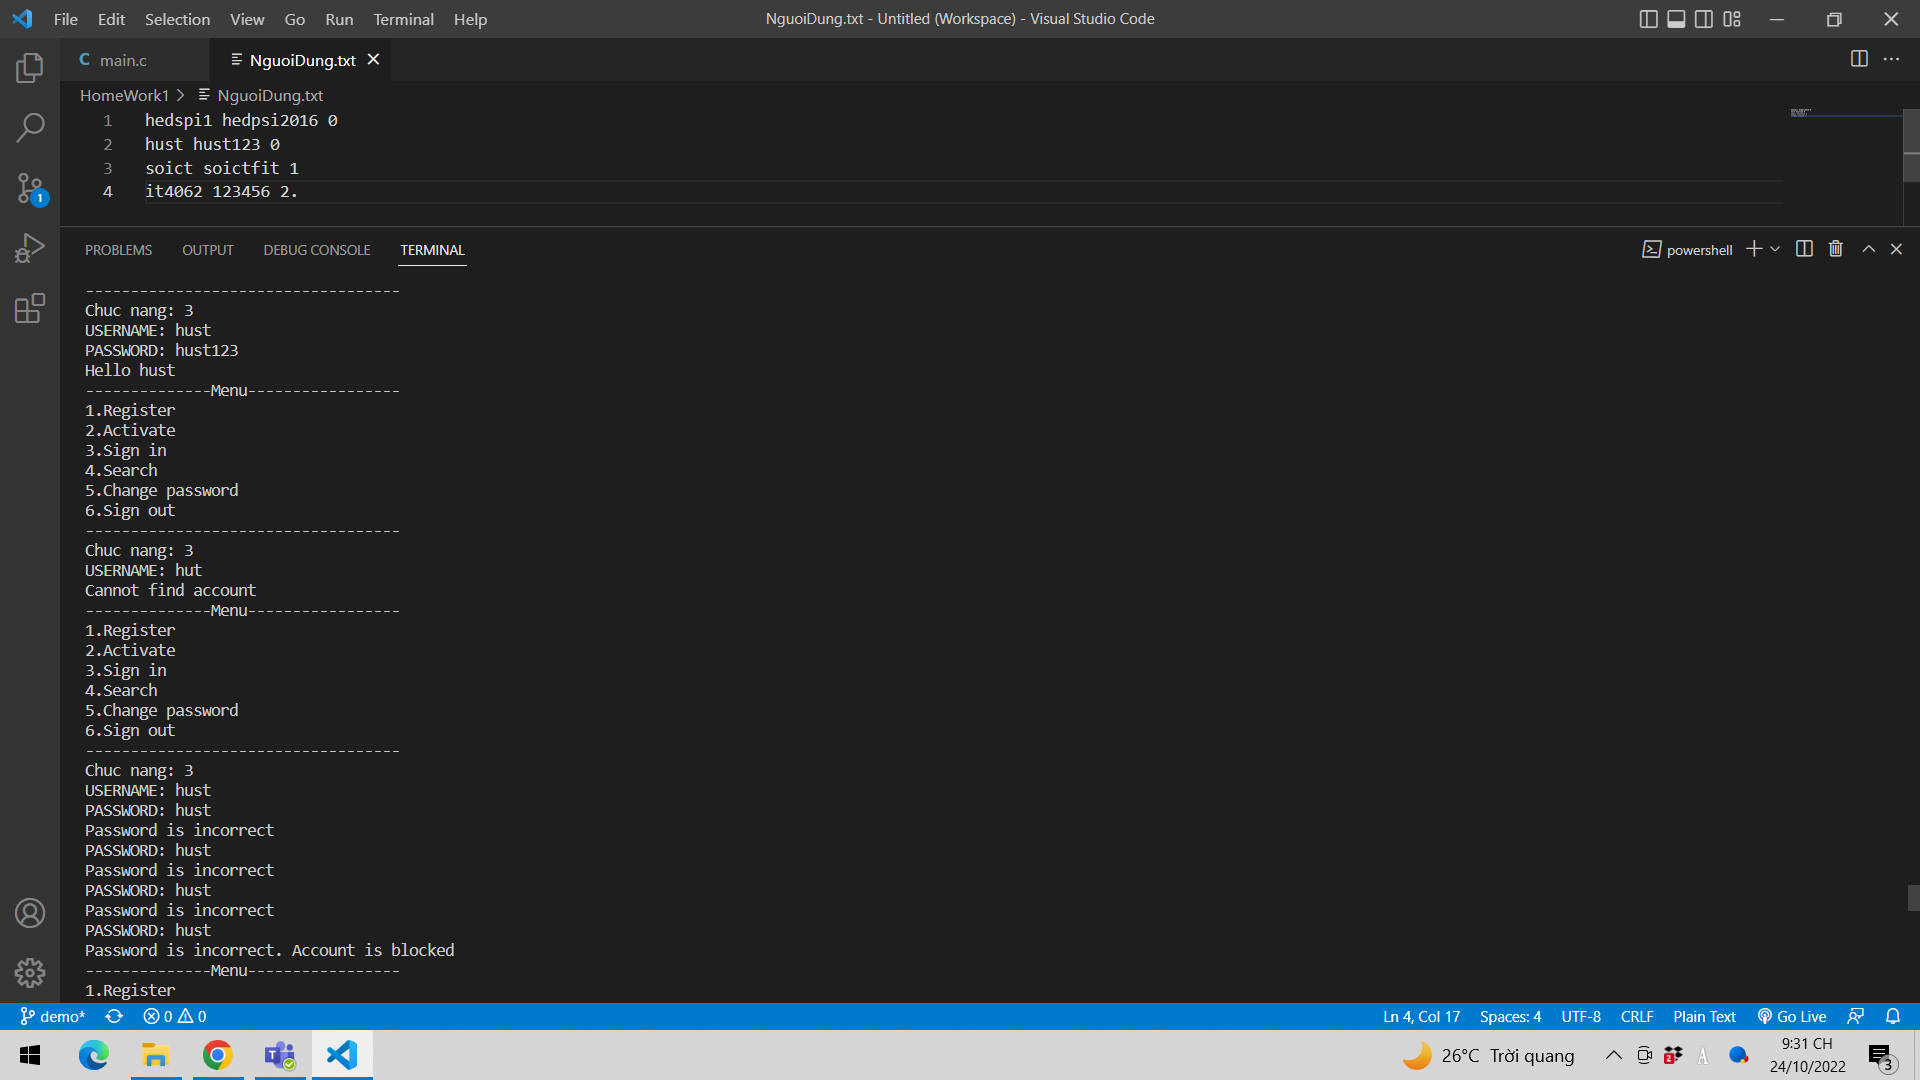 File Edit Selection View Go Run Terminal Help
NguoiDung.txt - Untitled (Workspace) - Visual Studio Code
main.c
NguoiDung.txt
HomeWork1 > NguoiDung.txt
1 hedspi1 hedpsi2016 0
2 hust hust123 0
3 soict soictfit 1
4 it4062 123456 2.
PROBLEMS OUTPUT DEBUG CONSOLE TERMINAL
powershell
-----------------------------------
Chuc nang: 3
USERNAME: hust
PASSWORD: hust123
Hello hust
--------------Menu-----------------
1.Register
2.Activate
3.Sign in
4.Search
5.Change password
6.Sign out
-----------------------------------
Chuc nang: 3
USERNAME: hut
Cannot find account
--------------Menu-----------------
1.Register
2.Activate
3.Sign in
4.Search
5.Change password
6.Sign out
-----------------------------------
Chuc nang: 3
USERNAME: hust
PASSWORD: hust
Password is incorrect
PASSWORD: hust
Password is incorrect
PASSWORD: hust
Password is incorrect
PASSWORD: hust
Password is incorrect. Account is blocked
--------------Menu-----------------
1.Register
1
demo* 0 0
Ln 4, Col 17 Spaces: 4 UTF-8 CRLF Plain Text Go Live
26°C Trời quang
9:31 CH
24/10/2022
3